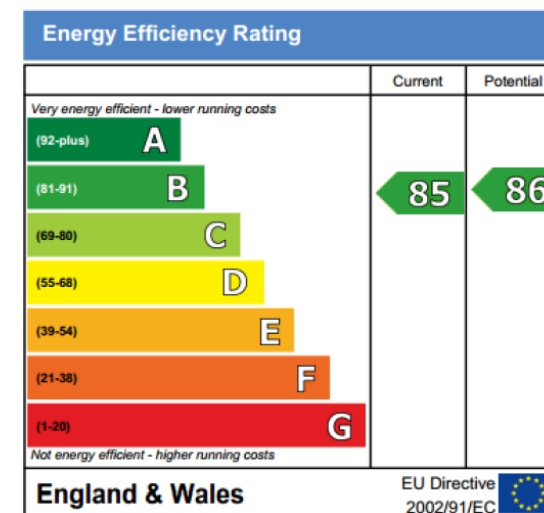 Energy Efficiency Rating
Current Potential
Very energy efficient - lower running costs
(92-plus) A
(81-91) B
(69-80) C
(55-68) D
(39-54) E
(21-38) F
(1-20) G
85 86
Not energy efficient - higher running costs
England & Wales
EU Directive
2002/91/EC